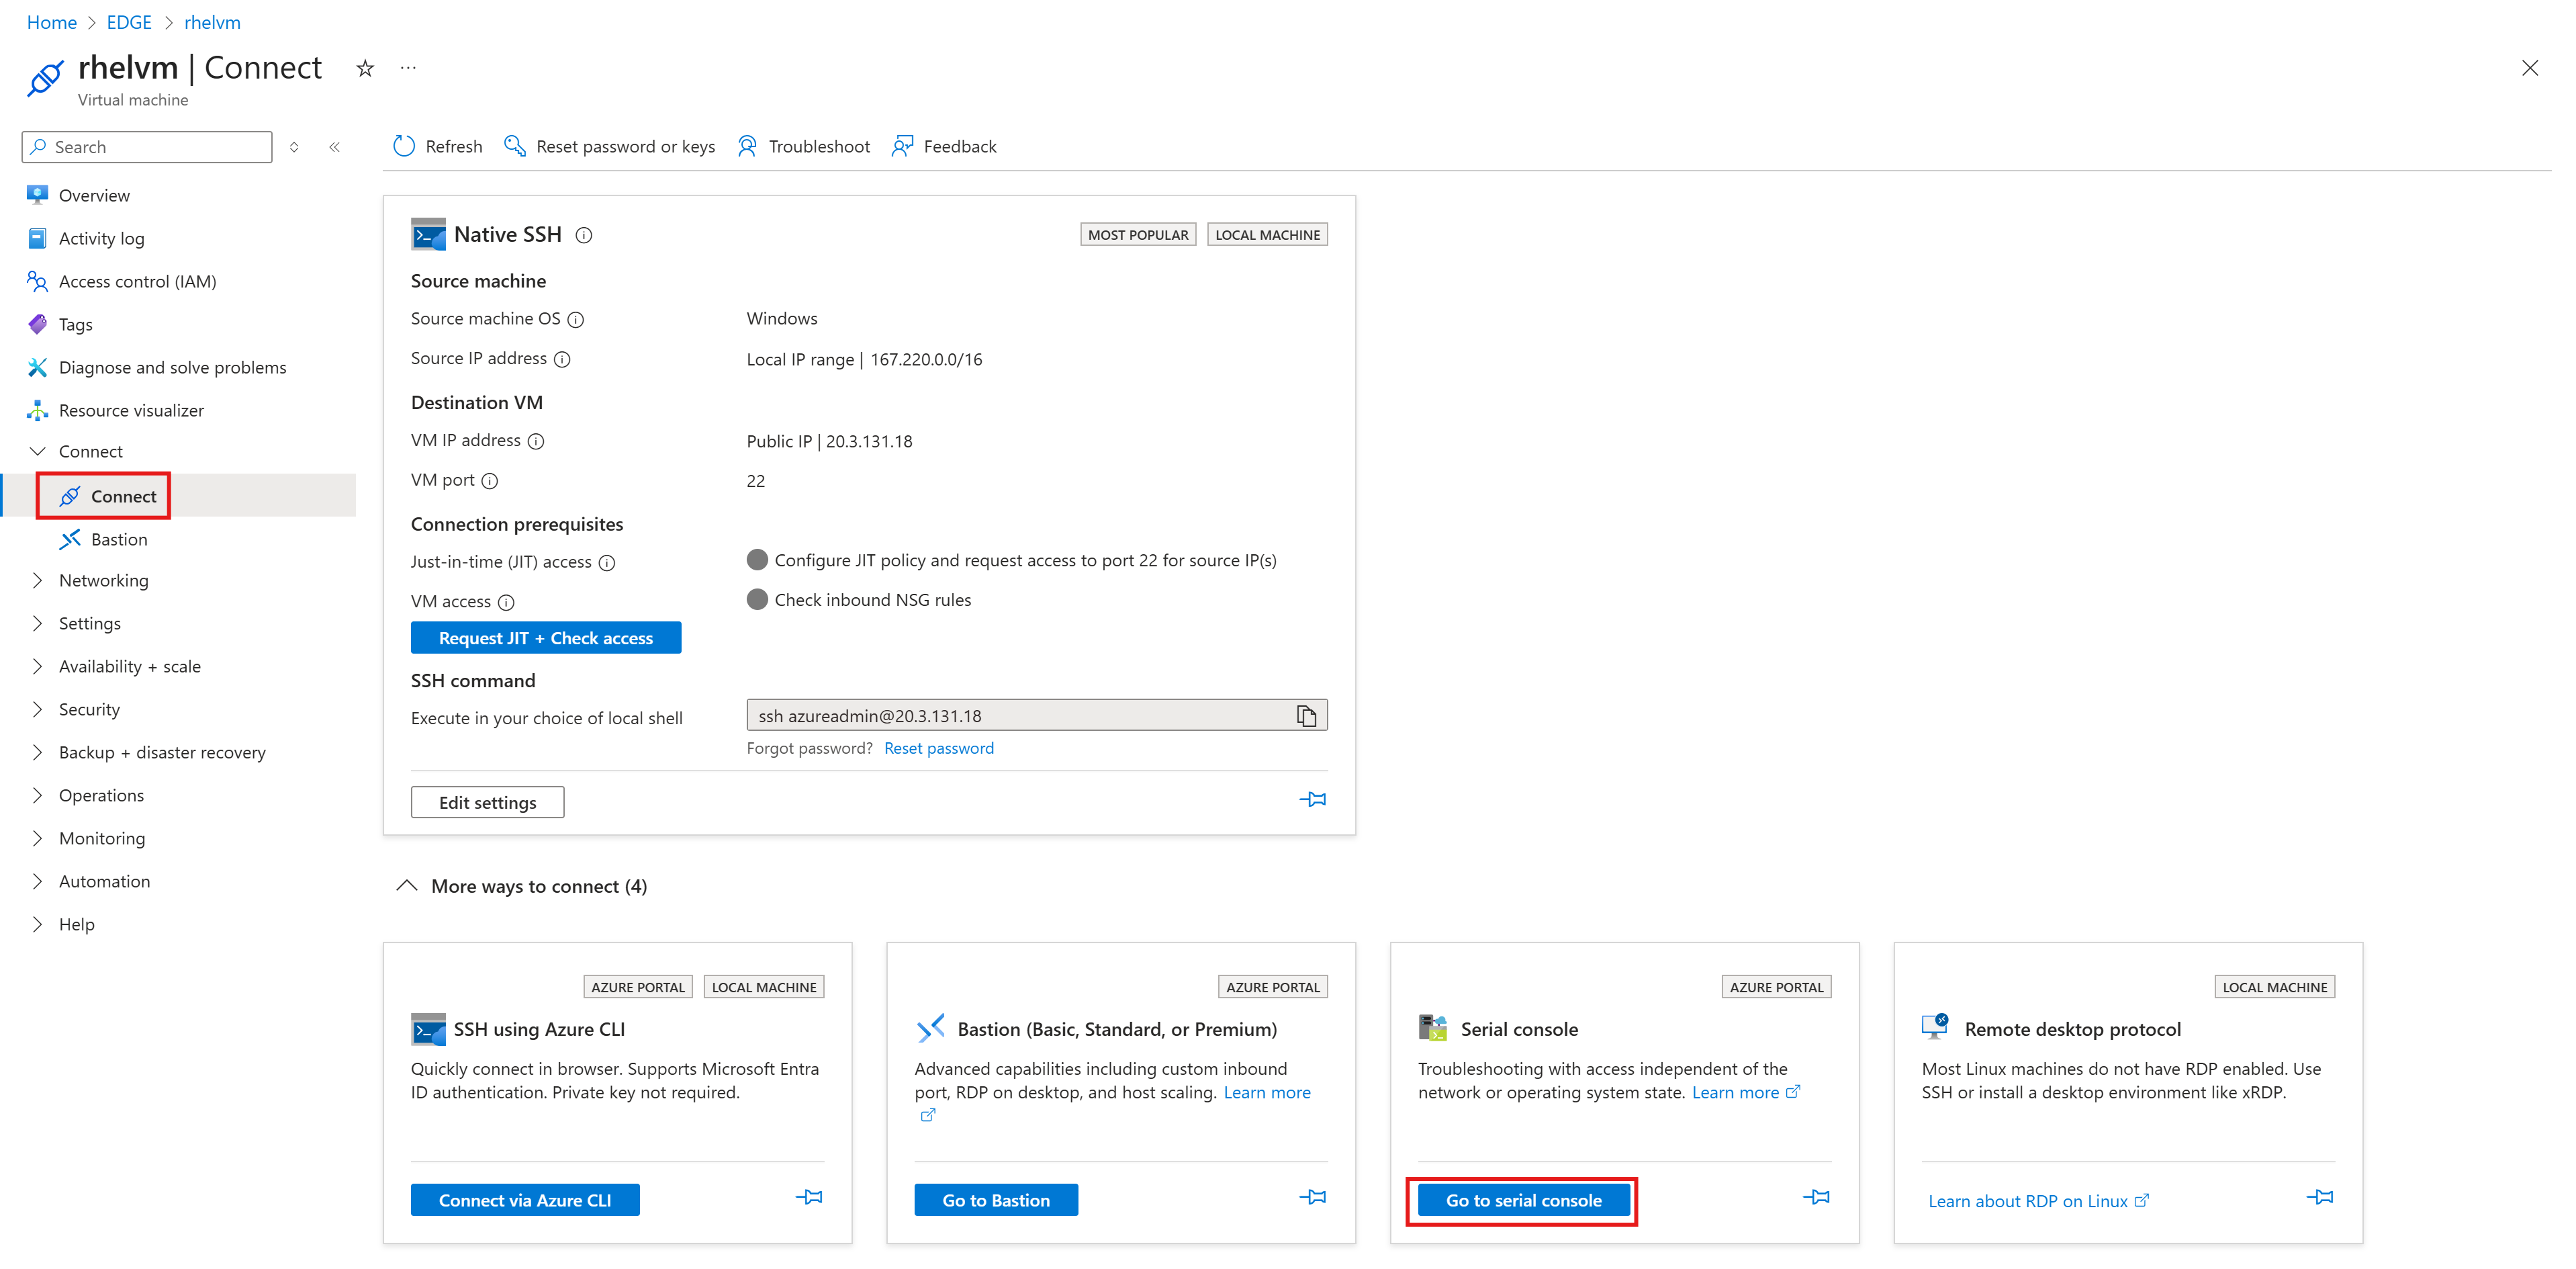 Home > EDGE > rhelvm
rhelvm | Connect
Virtual machine
Search
Refresh
Reset password or keys
Troubleshoot
Feedback
Overview
Activity log
Access control (IAM)
Tags
Diagnose and solve problems
Resource visualizer
Connect
Connect
Bastion
Networking
Settings
Availability + scale
Security
Backup + disaster recovery
Operations
Monitoring
Automation
Help
Native SSH
MOST POPULAR
LOCAL MACHINE
Source machine
Source machine OS
Windows
Source IP address
Local IP range | 167.220.0.0/16
Destination VM
VM IP address
Public IP | 20.3.131.18
VM port
22
Connection prerequisites
Just-in-time (JIT) access
Configure JIT policy and request access to port 22 for source IP(s)
VM access
Check inbound NSG rules
Request JIT + Check access
SSH command
Execute in your choice of local shell
ssh azureadmin@20.3.131.18
Forgot password? Reset password
Edit settings
More ways to connect (4)
AZURE PORTAL
LOCAL MACHINE
SSH using Azure CLI
Quickly connect in browser. Supports Microsoft Entra
ID authentication. Private key not required.
Connect via Azure CLI
AZURE PORTAL
Bastion (Basic, Standard, or Premium)
Advanced capabilities including custom inbound
port, RDP on desktop, and host scaling. Learn more
Go to Bastion
AZURE PORTAL
Serial console
Troubleshooting with access independent of the
network or operating system state. Learn more
Go to serial console
LOCAL MACHINE
Remote desktop protocol
Most Linux machines do not have RDP enabled. Use
SSH or install a desktop environment like xRDP.
Learn about RDP on Linux